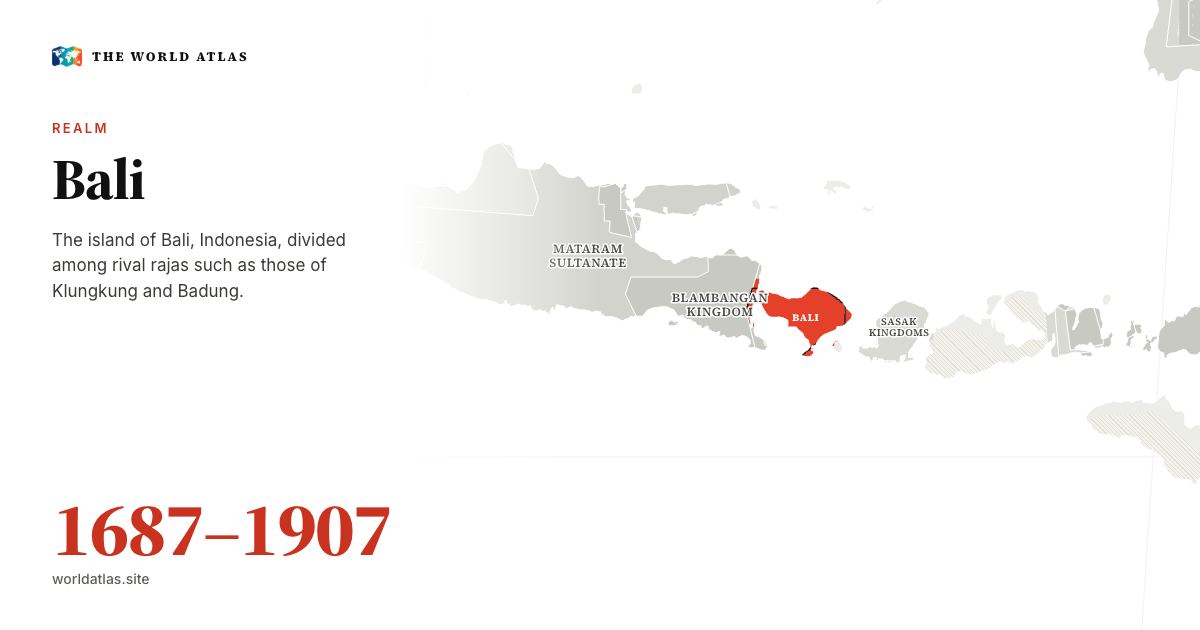 THE WORLD ATLAS
REALM
Bali
The island of Bali, Indonesia, divided
among rival rajas such as those of
Klungkung and Badung.
MATARAM
SULTANATE
BLAMBANGAN
KINGDOM
BALI
SASAK
KINGDOMS
1687–1907
worldatlas.site